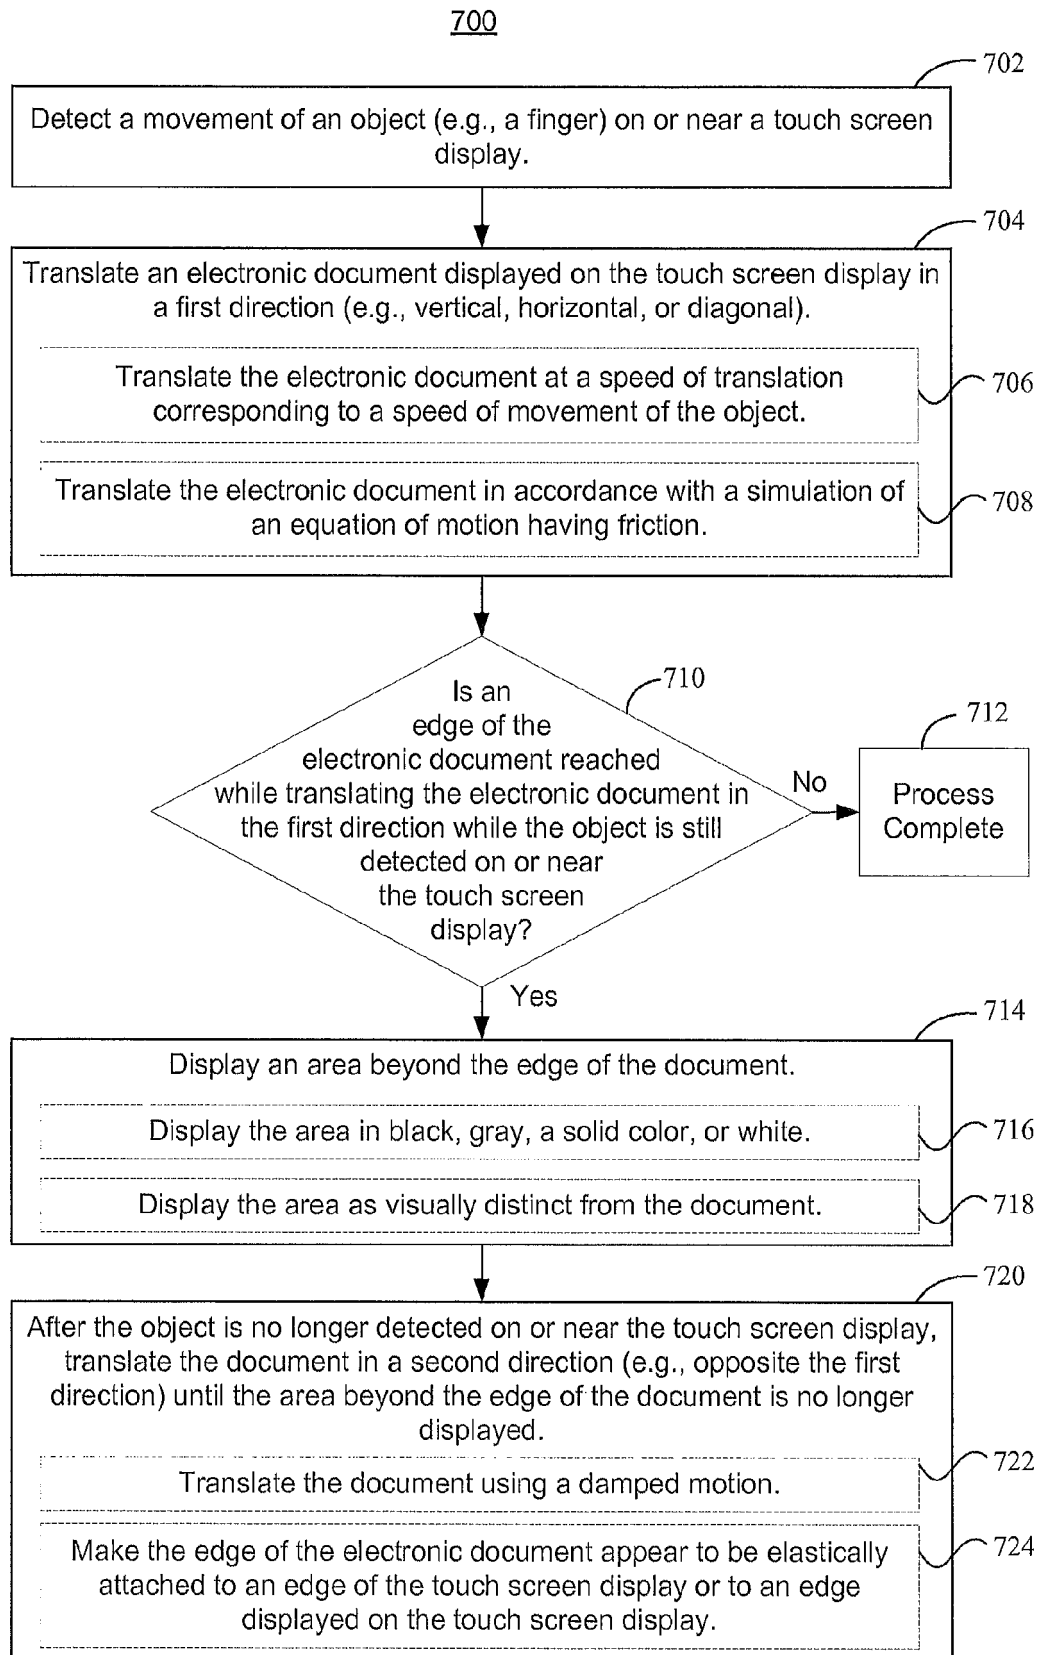 700
702
Detect a movement of an object (e.g., a finger) on or near a touch screen
display.
704
Translate an electronic document displayed on the touch screen display in
a first direction (e.g., vertical, horizontal, or diagonal).
Translate the electronic document at a speed of translation
corresponding to a speed of movement of the object.
706
Translate the electronic document in accordance with a simulation of
an equation of motion having friction.
708
710
Is an
edge of the
electronic document reached
while translating the electronic document in
the first direction while the object is still
detected on or near
the touch screen
display?
No
712
Process
Complete
Yes
714
Display an area beyond the edge of the document.
Display the area in black, gray, a solid color, or white.
716
Display the area as visually distinct from the document.
718
720
After the object is no longer detected on or near the touch screen display,
translate the document in a second direction (e.g., opposite the first
direction) until the area beyond the edge of the document is no longer
displayed.
Translate the document using a damped motion.
722
Make the edge of the electronic document appear to be elastically
attached to an edge of the touch screen display or to an edge
displayed on the touch screen display.
724